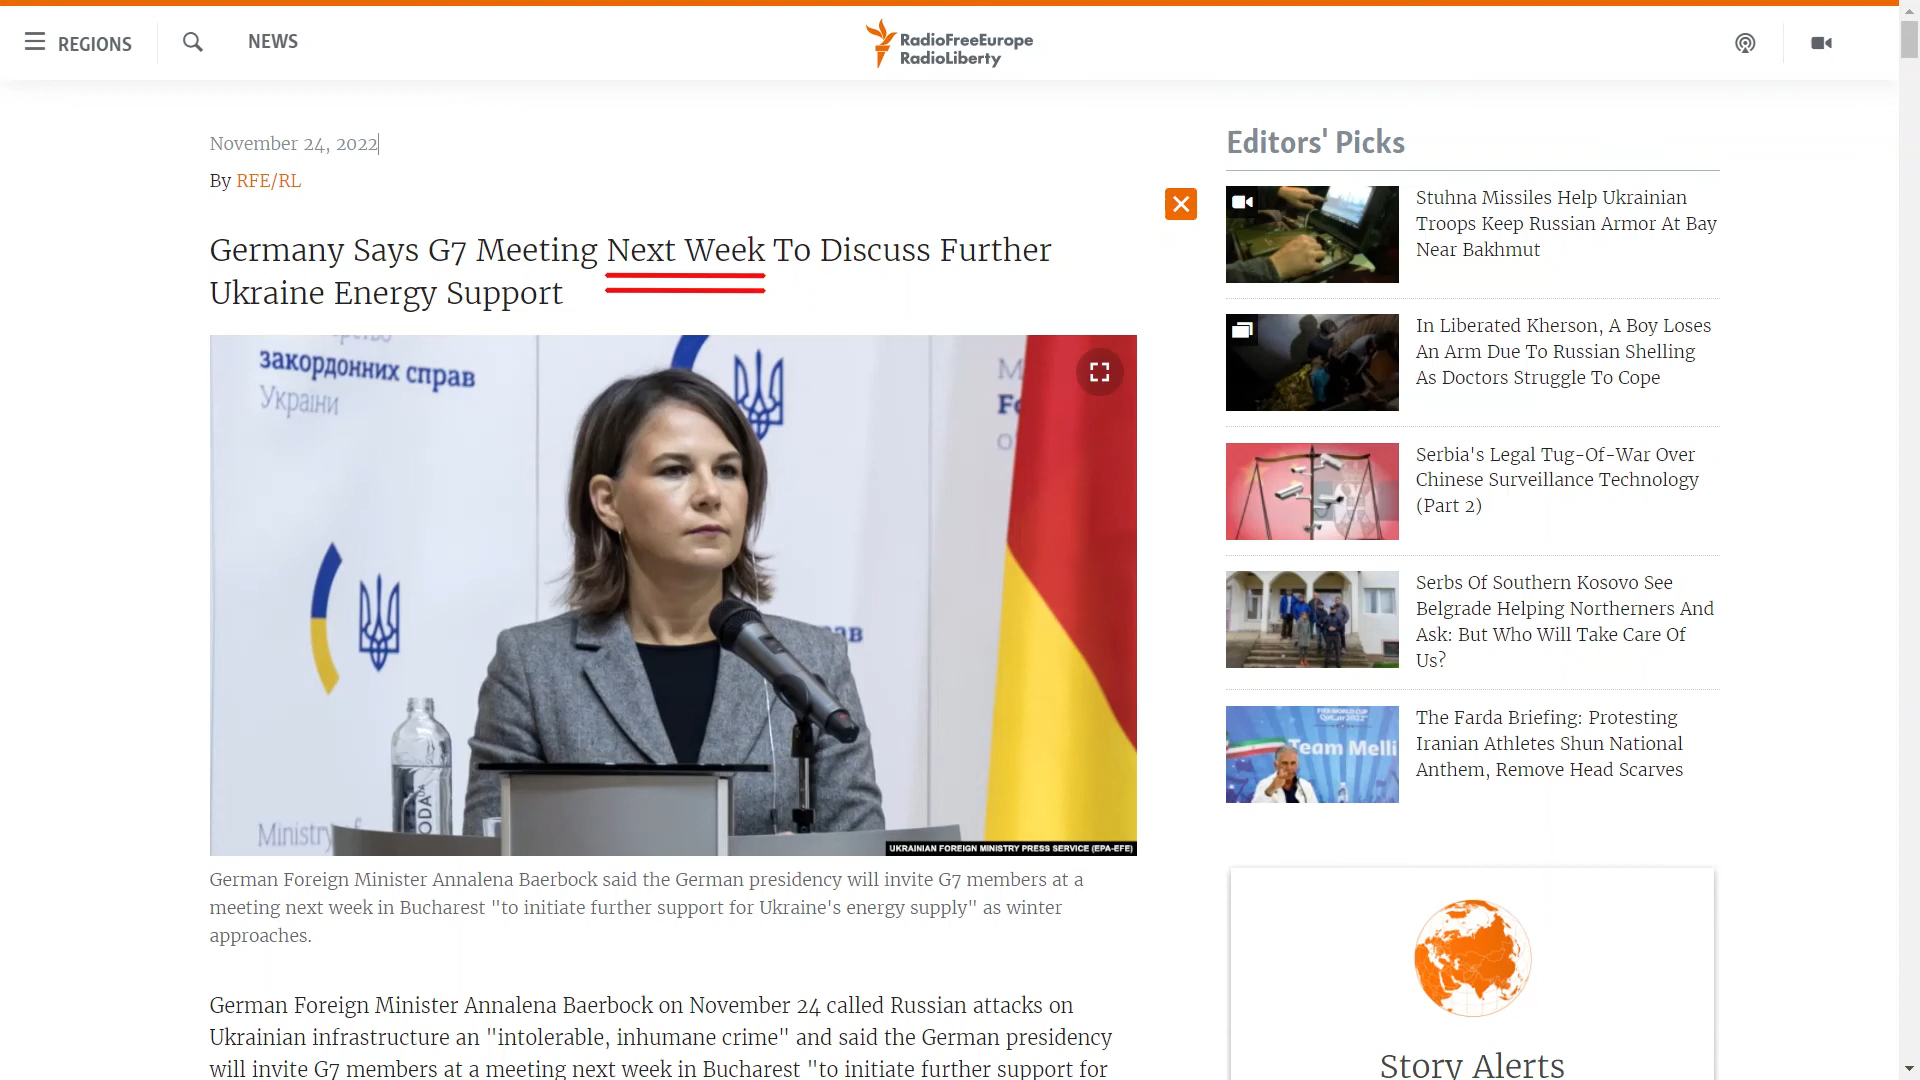 REGIONS
NEWS
RadioFreeEurope
RadioLiberty
November 24, 2022
By RFE/RL
Germany Says G7 Meeting Next Week To Discuss Further
Ukraine Energy Support
закордонних справ
України
M
Fo
o
ав
VODA
Ministry of
UKRAINIAN FOREIGN MINISTRY PRESS SERVICE (EPA-EFE)
German Foreign Minister Annalena Baerbock said the German presidency will invite G7 members at a
meeting next week in Bucharest "to initiate further support for Ukraine's energy supply" as winter
approaches.
German Foreign Minister Annalena Baerbock on November 24 called Russian attacks on
Ukrainian infrastructure an "intolerable, inhumane crime" and said the German presidency
will invite G7 members at a meeting next week in Bucharest "to initiate further support for
Editors' Picks
Stuhna Missiles Help Ukrainian
Troops Keep Russian Armor At Bay
Near Bakhmut
In Liberated Kherson, A Boy Loses
An Arm Due To Russian Shelling
As Doctors Struggle To Cope
Serbia's Legal Tug-Of-War Over
Chinese Surveillance Technology
(Part 2)
Serbs Of Southern Kosovo See
Belgrade Helping Northerners And
Ask: But Who Will Take Care Of
Us?
FIFA WORLD CUP
Qatar2022
Team Melli
The Farda Briefing: Protesting
Iranian Athletes Shun National
Anthem, Remove Head Scarves
Story Alerts